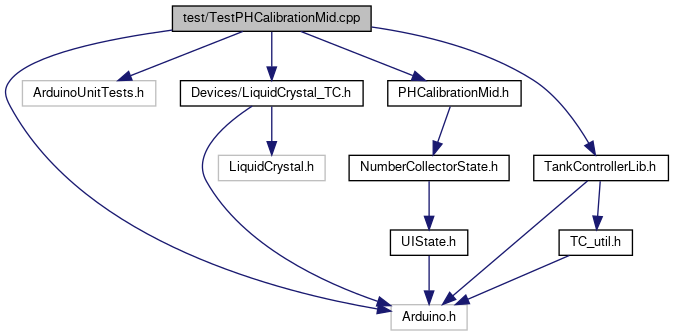 test/TestPHCalibrationMid.cpp
ArduinoUnitTests.h
Devices/LiquidCrystal_TC.h
PHCalibrationMid.h
LiquidCrystal.h
NumberCollectorState.h
TankControllerLib.h
UIState.h
TC_util.h
Arduino.h